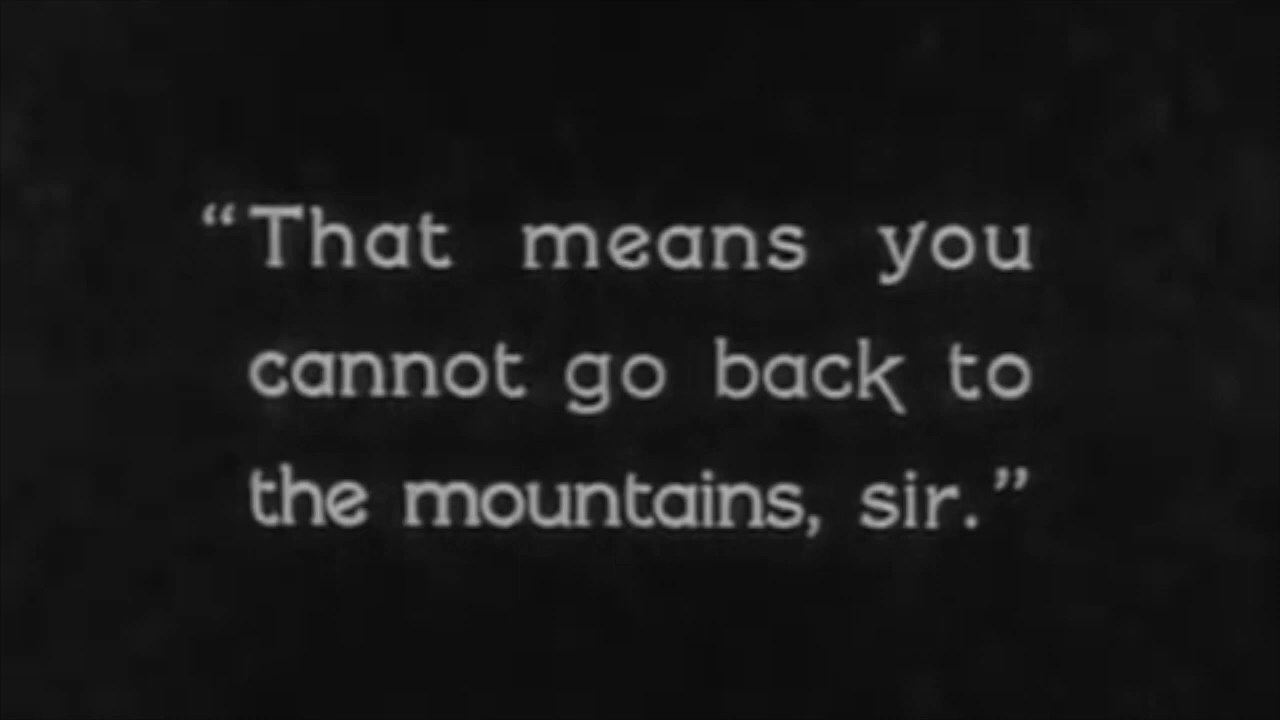 “That means you
cannot go back to
the mountains, sir.”